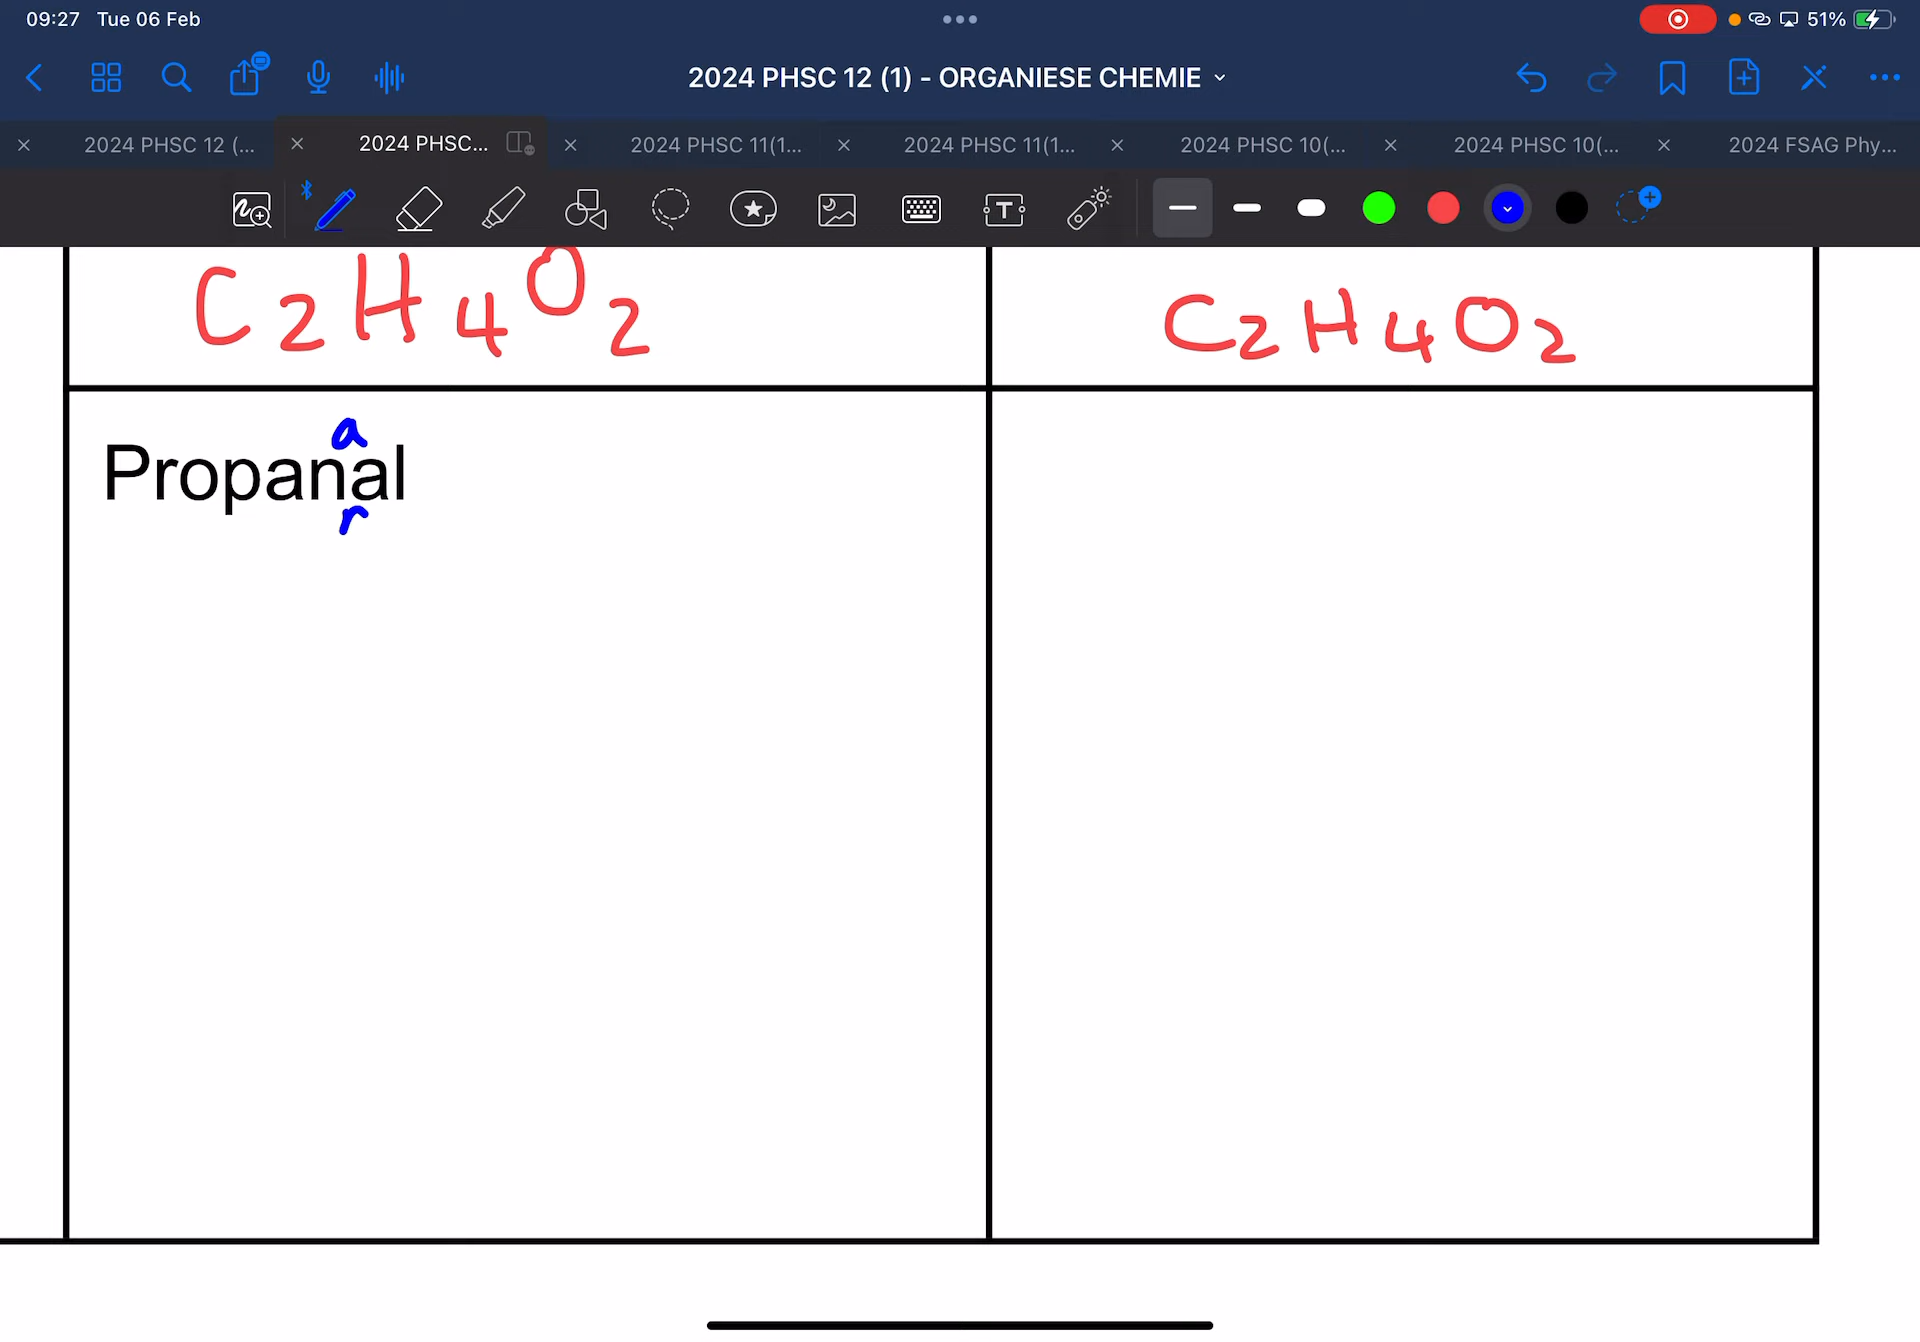 09:27 Tue 06 Feb
51%
2024 PHSC 12 (1) - ORGANIESE CHEMIE
2024 PHSC 12 (...
2024 PHSC...
2024 PHSC 11(1...
2024 PHSC 11(1...
2024 PHSC 10(...
2024 PHSC 10(...
2024 FSAG Phy...
T
C2H4O2
C2H4O2
a
Propanal
r